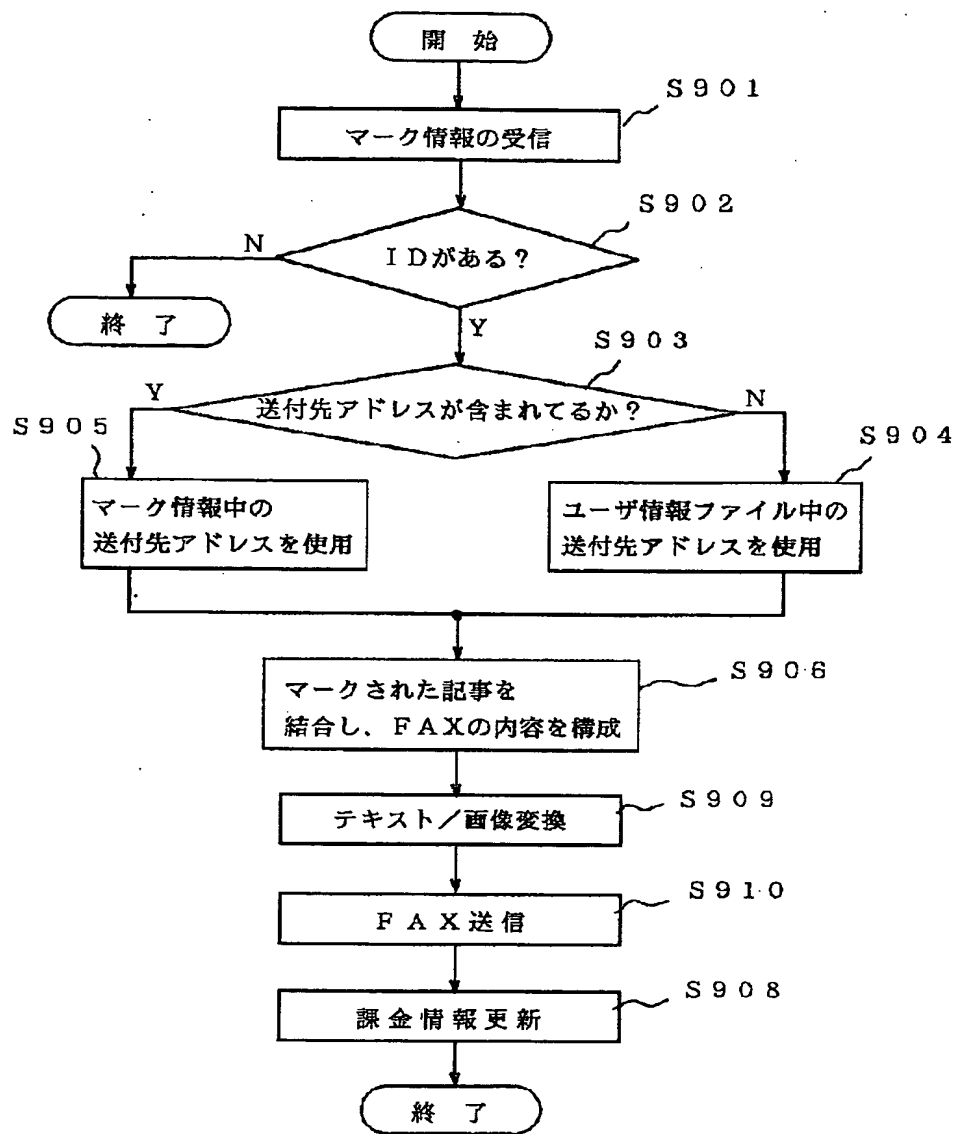 開 始
S901
マーク情報の受信
S902
N
IDがある?
終 了
Y
S903
Y
送付先アドレスが含まれてるか?
N
S905
S904
マーク情報中の
送付先アドレスを使用
ユーザ情報ファイル中の
送付先アドレスを使用
S906
マークされた記事を
結合し、FAXの内容を構成
S909
テキスト/画像変換
S910
FAX送信
S908
課金情報更新
終 了